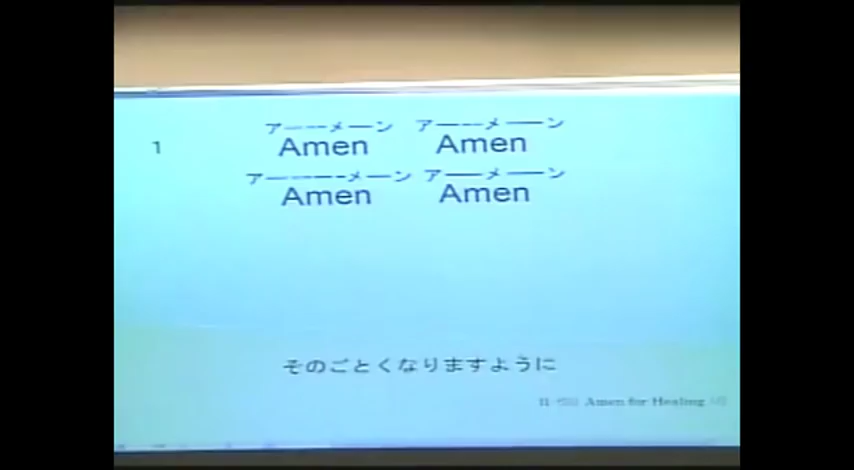 アーーーメーン アーーーメーーン
1 Amen Amen
アーーーーメーン アーーメーーン
Amen Amen
そのごとくなりますように
Amen for Healing